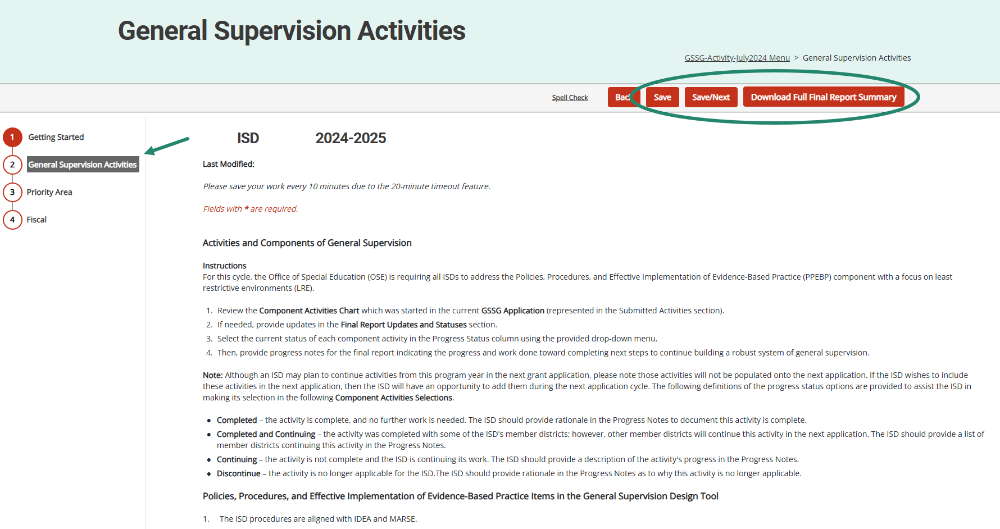 General Supervision Activities
GSSG-Activity-July2024 Menu > General Supervision Activities
Spell Check Back Save Save/Next Download Full Final Report Summary
1 Getting Started
2 General Supervision Activities
3 Priority Area
4 Fiscal
ISD 2024-2025
Last Modified:
Please save your work every 10 minutes due to the 20-minute timeout feature.
Fields with * are required.
Activities and Components of General Supervision
Instructions
For this cycle, the Office of Special Education (OSE) is requiring all ISDs to address the Policies, Procedures, and Effective Implementation of Evidence-Based Practice (PPEBP) component with a focus on least
restrictive environments (LRE).
1. Review the Component Activities Chart which was started in the current GSSG Application (represented in the Submitted Activities section).
2. If needed, provide updates in the Final Report Updates and Statuses section.
3. Select the current status of each component activity in the Progress Status column using the provided drop-down menu.
4. Then, provide progress notes for the final report indicating the progress and work done toward completing next steps to continue building a robust system of general supervision.
Note: Although an ISD may plan to continue activities from this program year in the next grant application, please note those activities will not be populated onto the next application. If the ISD wishes to include
these activities in the next application, then the ISD will have an opportunity to add them during the next application cycle. The following definitions of the progress status options are provided to assist the ISD in
making its selection in the following Component Activities Selections.
• Completed – the activity is complete, and no further work is needed. The ISD should provide rationale in the Progress Notes to document this activity is complete.
• Completed and Continuing – the activity was completed with some of the ISD's member districts; however, other member districts will continue this activity in the next application. The ISD should provide a list of
member districts continuing this activity in the Progress Notes.
• Continuing – the activity is not complete and the ISD is continuing its work. The ISD should provide a description of the activity's progress in the Progress Notes.
• Discontinue – the activity is no longer applicable for the ISD.The ISD should provide rationale in the Progress Notes as to why this activity is no longer applicable.
Policies, Procedures, and Effective Implementation of Evidence-Based Practice Items in the General Supervision Design Tool
1. The ISD procedures are aligned with IDEA and MARSE.